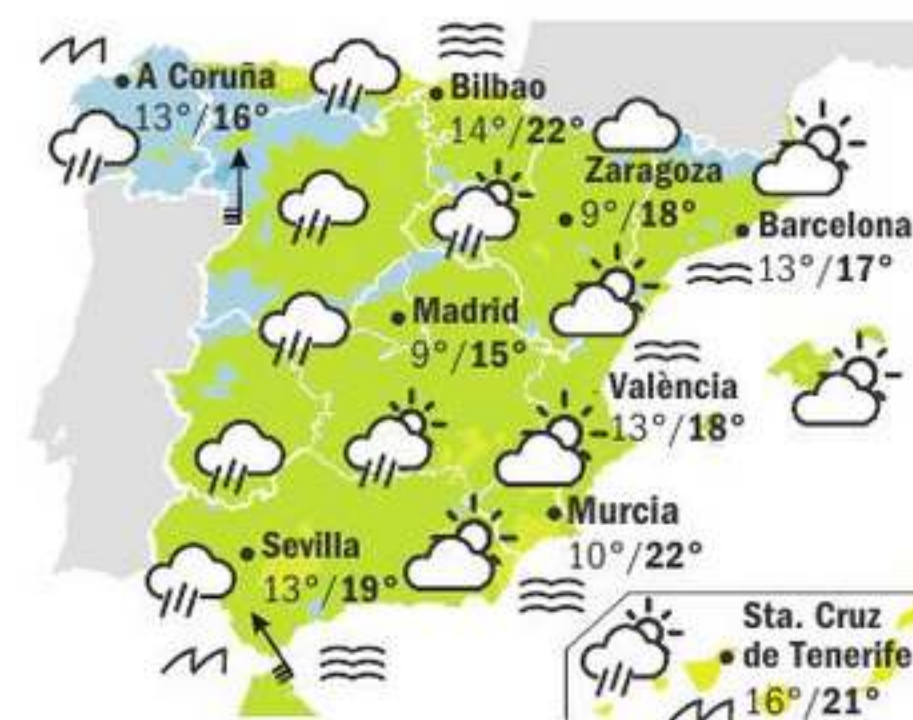 A Coruña
13°/16°
Bilbao
14°/22°
Zaragoza
9°/18°
Barcelona
13°/17°
Madrid
9°/15°
València
13°/18°
Murcia
10°/22°
Sevilla
13°/19°
Sta. Cruz
de Tenerife
16°/21°